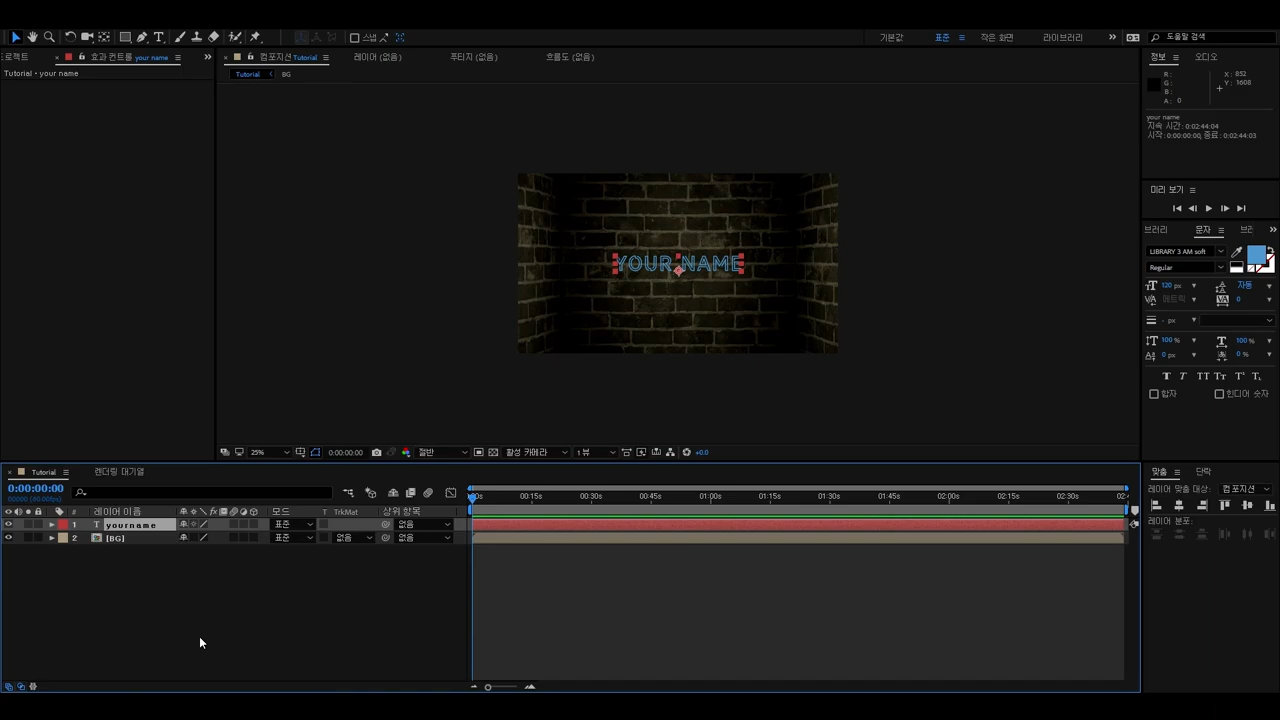 스냅
기본값
표준
작은 화면
라이브러리
도움말 검색
로젝트
효과 컨트롤 your name
컴포지션 Tutorial
레이어 (없음)
푸티지 (없음)
흐름도 (없음)
정보
오디오
Tutorial • your name
Tutorial
BG
R :
G :
B :
A : 0
X : 852
Y : 1608
your name
지속 시간 : 0:02:44:04
시작 : 0:00:00:00, 종료 : 0:02:44:03
미리 보기
브러리
문자
브리
LIBRARY 3 AM soft
Regular
120 px
자동
메트릭
0
- px
100 %
100 %
0 px
0 %
T T TT Tт T¹ T₁
합자
힌디어 숫자
YOUR NAME
25%
0:00:00:00
절반
활성 카메라
1 뷰
+0.0
Tutorial
렌더링 대기열
맞춤
단락
0:00:00:00
00000 (60.00fps)
레이어 맞춤 대상:
컴포지션
레이어 분포:
00:15s
00:30s
00:45s
01:00s
01:15s
01:30s
01:45s
02:00s
02:15s
02:30s
#
레이어 이름
모드
T TrkMat
상위 항목
1
T
your name
표준
없음
2
[BG]
표준
없음
없음